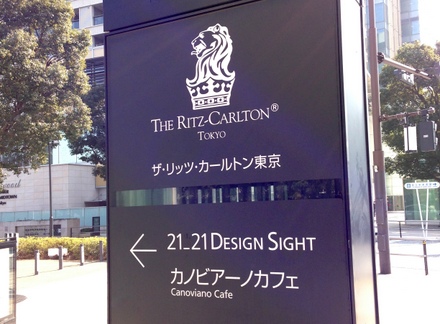 THE RITZ-CARLTON®
TOKYO
ザ・リッツ・カールトン東京
← 21_21 DESIGN SIGHT
カノビアーノカフェ
Canoviano Cafe